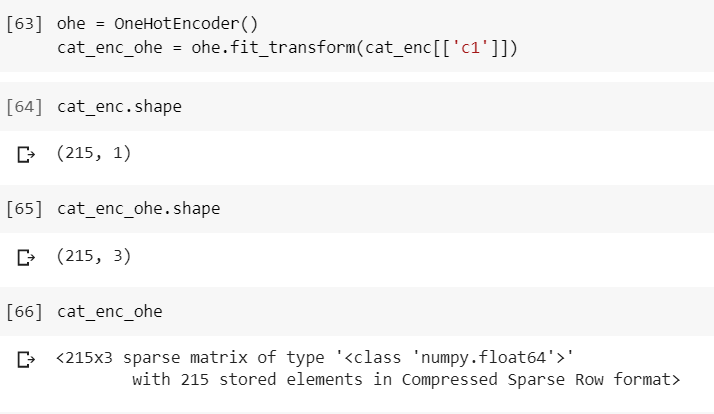 [63] ohe = OneHotEncoder()
cat_enc_ohe = ohe.fit_transform(cat_enc[['c1']])
[64] cat_enc.shape
(215, 1)
[65] cat_enc_ohe.shape
(215, 3)
[66] cat_enc_ohe
<215x3 sparse matrix of type '<class 'numpy.float64'>'
with 215 stored elements in Compressed Sparse Row format>